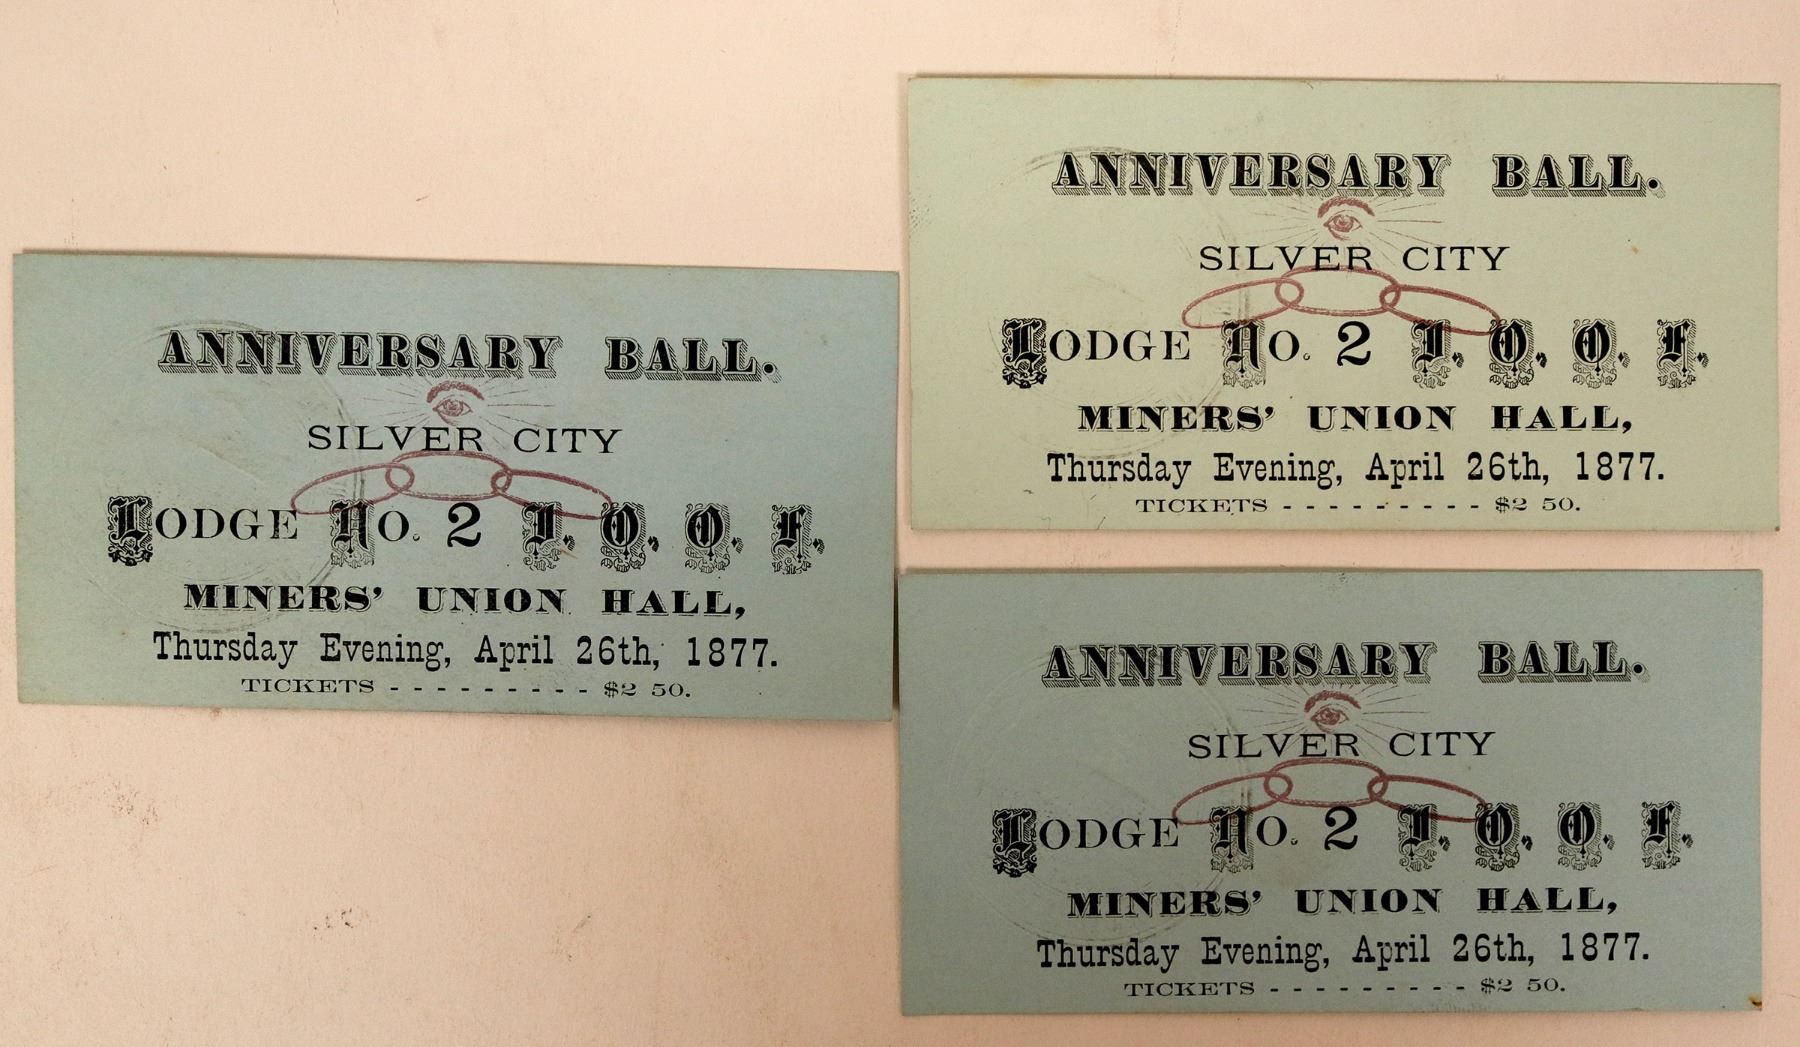 ANNIVERSARY BALL.
SILVER CITY
LODGE No. 2 I. O. O. F.
MINERS' UNION HALL,
Thursday Evening, April 26th, 1877.
TICKETS - - - - - - - - - $2 50.
ANNIVERSARY BALL.
SILVER CITY
LODGE No. 2 I. O. O. F.
MINERS' UNION HALL,
Thursday Evening, April 26th, 1877.
TICKETS - - - - - - - - - $2 50.
ANNIVERSARY BALL.
SILVER CITY
LODGE No. 2 I. O. O. F.
MINERS' UNION HALL,
Thursday Evening, April 26th, 1877.
TICKETS - - - - - - - - - $2 50.